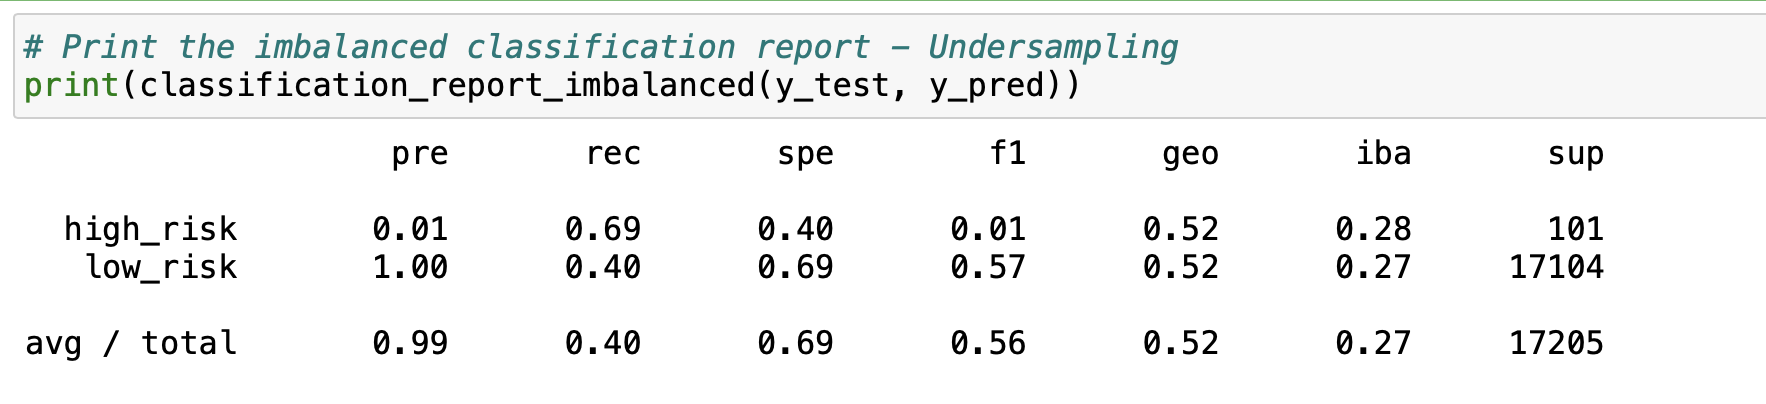 # Print the imbalanced classification report – Undersampling
print(classification_report_imbalanced(y_test, y_pred))
pre rec spe f1 geo iba sup
high_risk 0.01 0.69 0.40 0.01 0.52 0.28 101
low_risk 1.00 0.40 0.69 0.57 0.52 0.27 17104
avg / total 0.99 0.40 0.69 0.56 0.52 0.27 17205